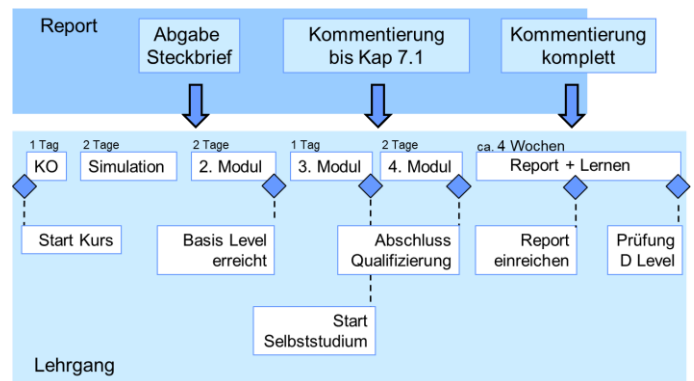 Report
Abgabe
Steckbrief
Kommentierung
bis Kap 7.1
Kommentierung
komplett
1 Tag
KO
2 Tage
Simulation
2 Tage
2. Modul
1 Tag
3. Modul
2 Tage
4. Modul
ca. 4 Wochen
Report + Lernen
Start Kurs
Basis Level
erreicht
Abschluss
Qualifizierung
Report
einreichen
Prüfung
D Level
Start
Selbststudium
Lehrgang